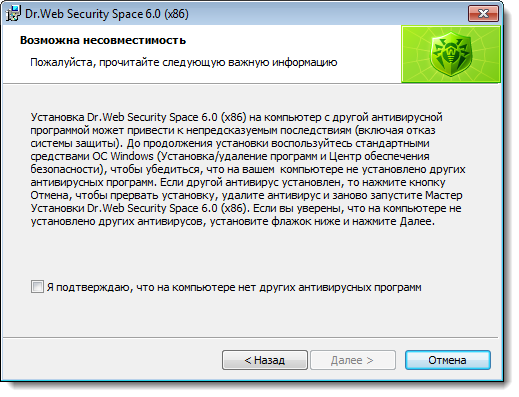 Dr.Web Security Space 6.0 (x86)
Возможна несовместимость
Пожалуйста, прочитайте следующую важную информацию
Установка Dr.Web Security Space 6.0 (x86) на компьютер с другой антивирусной
программой может привести к непредсказуемым последствиям (включая отказ
системы защиты). До продолжения установки воспользуйтесь стандартными
средствами ОС Windows (Установка/удаление программ и Центр обеспечения
безопасности), чтобы убедиться, что на вашем компьютере не установлено других
антивирусных программ. Если другой антивирус установлен, то нажмите кнопку
Отмена, чтобы прервать установку, удалите антивирус и заново запустите Мастер
Установки Dr.Web Security Space 6.0 (x86). Если вы уверены, что на компьютере не
установлено других антивирусов, установите флажок ниже и нажмите Далее.
Я подтверждаю, что на компьютере нет других антивирусных программ
< Назад
Далее >
Отмена